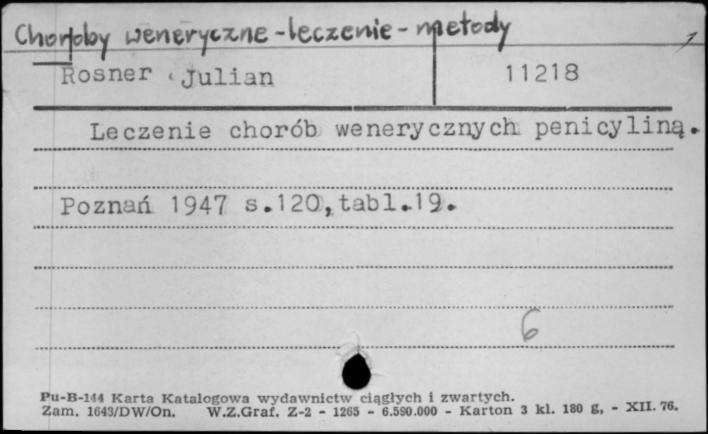 Choroby weneryczne - leczenie - metody
1
Rosner Julian 11218
Leczenie chorób wenerycznych penicyliną.
Poznań 1947 s.120, tabl.19.
6
Pu-B-144 Karta Katalogowa wydawnictw ciągłych i zwartych.
Zam. 1643/DW/On. W.Z.Graf. Z-2 - 1265 - 6.590.000 - Karton 3 kl. 180 g, - XII. 76.